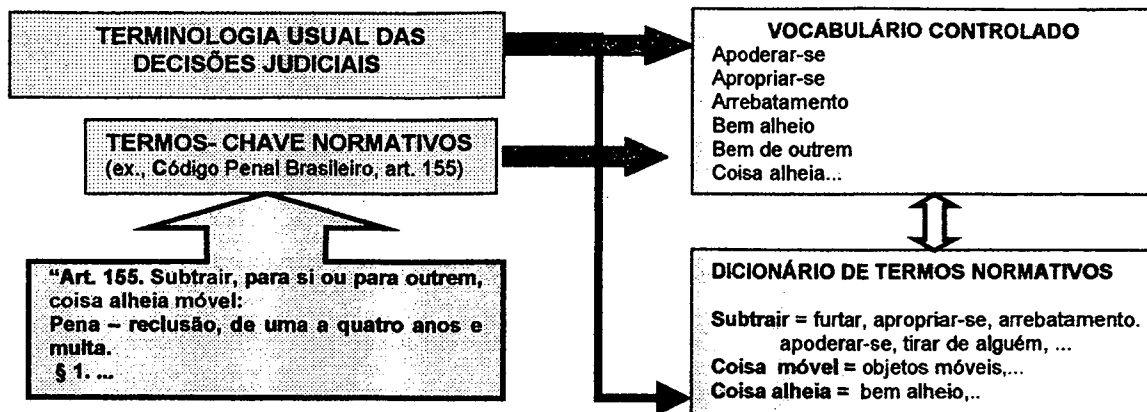 TERMINOLOGIA USUAL DAS
DECISÕES JUDICIAIS
TERMOS- CHAVE NORMATIVOS
(ex., Código Penal Brasileiro, art. 155)
"Art. 155. Subtrair, para si ou para outrem,
coisa alheia móvel:
Pena – reclusão, de uma a quatro anos e
multa.
§ 1. ...
VOCABULÁRIO CONTROLADO
Apoderar-se
Apropriar-se
Arrebatamento
Bem alheio
Bem de outrem
Coisa alheia...
DICIONÁRIO DE TERMOS NORMATIVOS
Subtrair = furtar, apropriar-se, arrebatamento.
apoderar-se, tirar de alguém, ...
Coisa móvel = objetos móveis,...
Coisa alheia = bem alheio,..